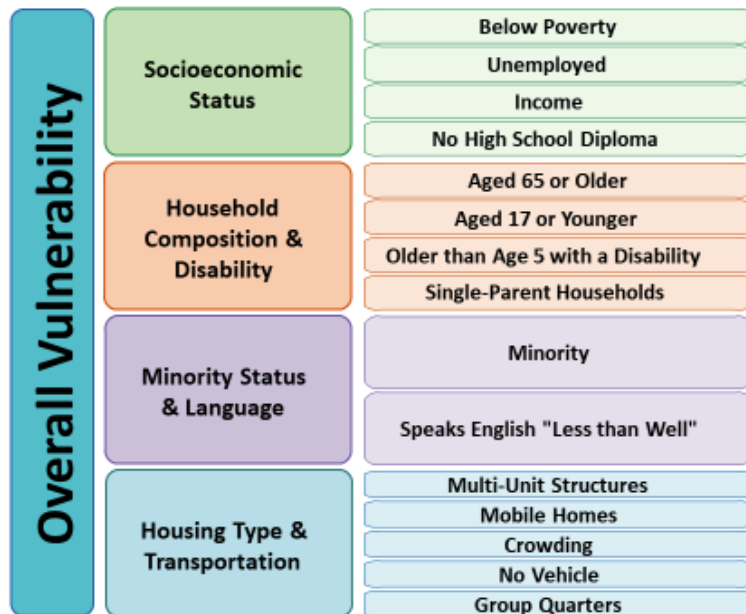 Overall Vulnerability
Socioeconomic
Status
Below Poverty
Unemployed
Income
No High School Diploma
Household
Composition &
Disability
Aged 65 or Older
Aged 17 or Younger
Older than Age 5 with a Disability
Single-Parent Households
Minority Status
& Language
Minority
Speaks English "Less than Well"
Housing Type &
Transportation
Multi-Unit Structures
Mobile Homes
Crowding
No Vehicle
Group Quarters